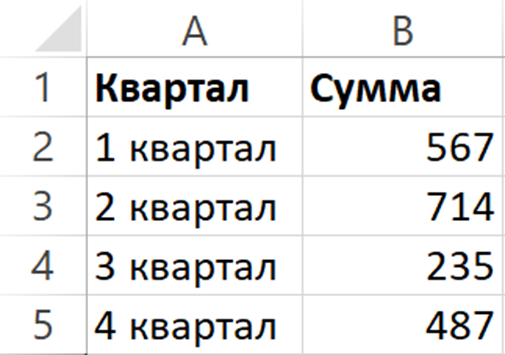 A B
1 Квартал Сумма
2 1 квартал 567
3 2 квартал 714
4 3 квартал 235
5 4 квартал 487